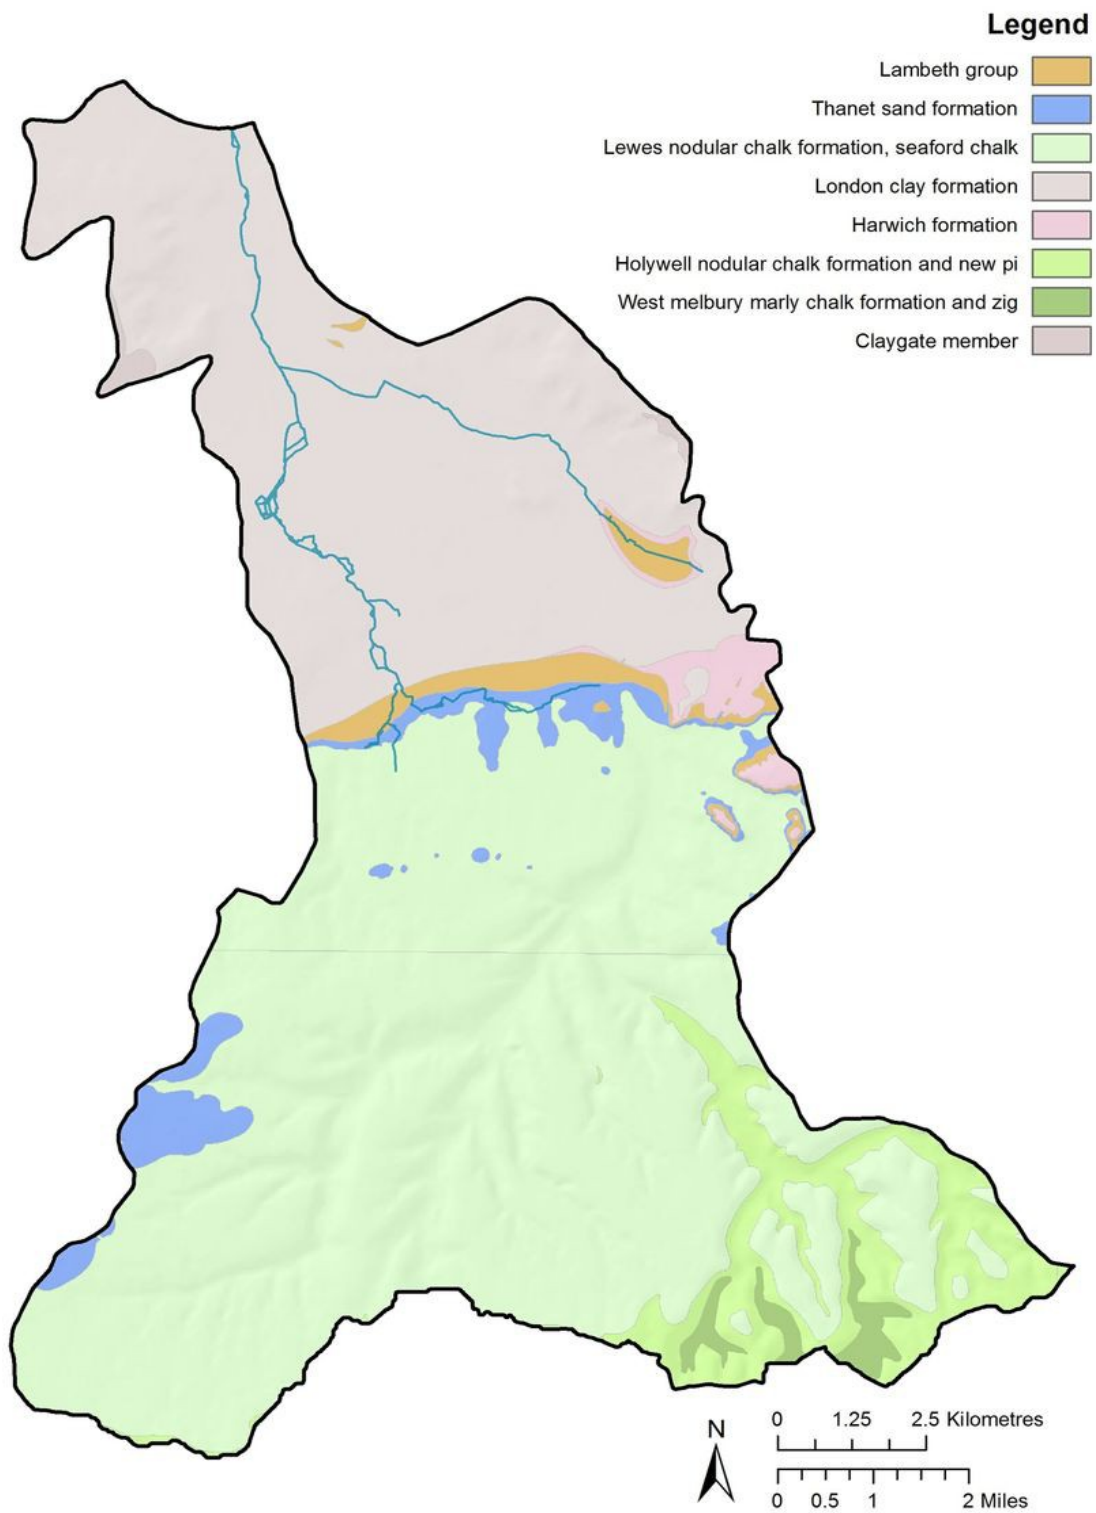 Legend
Lambeth group
Thanet sand formation
Lewes nodular chalk formation, seaford chalk
London clay formation
Harwich formation
Holywell nodular chalk formation and new pi
West melbury marly chalk formation and zig
Claygate member
N
0 1.25 2.5 Kilometres
0 0.5 1 2 Miles